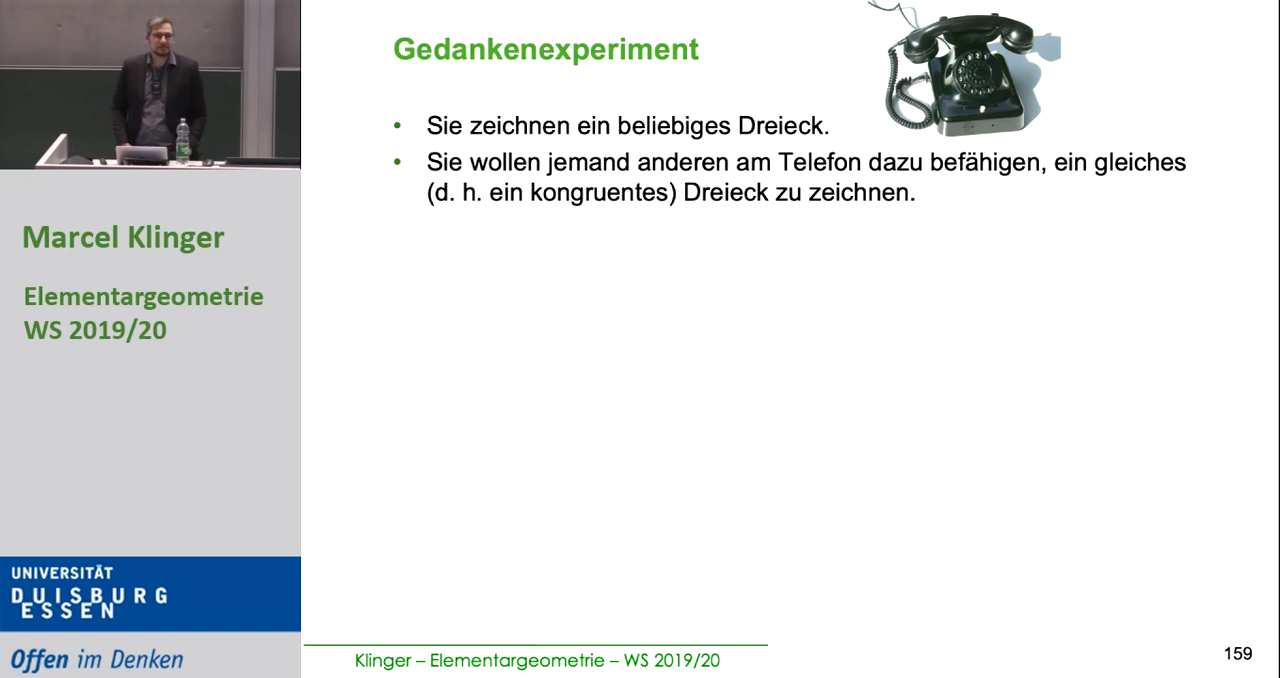 Gedankenexperiment
• Sie zeichnen ein beliebiges Dreieck.
• Sie wollen jemand anderen am Telefon dazu befähigen, ein gleiches
(d. h. ein kongruentes) Dreieck zu zeichnen.
Marcel Klinger
Elementargeometrie
WS 2019/20
UNIVERSITÄT
DUISBURG
ESSEN
Offen im Denken
Klinger – Elementargeometrie – WS 2019/20
159